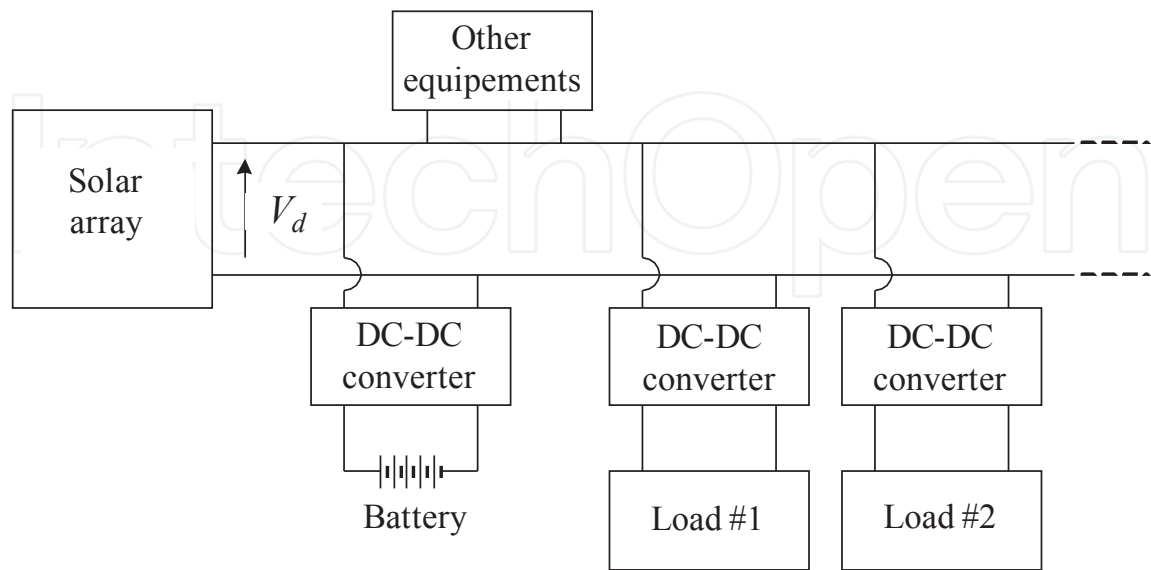 Other
equipements
Solar
array
V_d
DC-DC
converter
DC-DC
converter
DC-DC
converter
Battery
Load #1
Load #2
IntechOpen